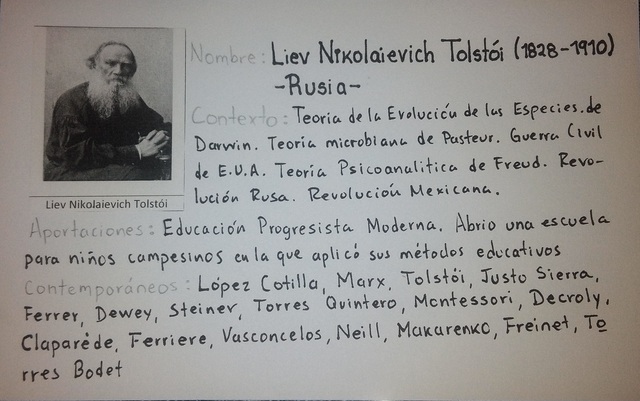 Nombre: Liev Nikolaievich Tolstói (1828-1910)
-Rusia-
Contexto: Teoria de la Evolución de las Especies de
Darwin. Teoría microbiana de Pasteur. Guerra Civil
de E.U.A. Teoría Psicoanalitica de Freud. Revo-
lución Rusa. Revolución Mexicana.
Liev Nikolaievich Tolstói
Aportaciones: Educación Progresista Moderna. Abrio una escuela
para niños campesinos en la que aplicó sus métodos educativos
Contemporáneos: López Cotilla, Marx, Tolstói, Justo Sierra,
Ferrer, Dewey, Steiner, Torres Quintero, Montessori, Decroly,
Claparède, Ferriere, Vasconcelos, Neill, Makarenko, Freinet, To
rres Bodet